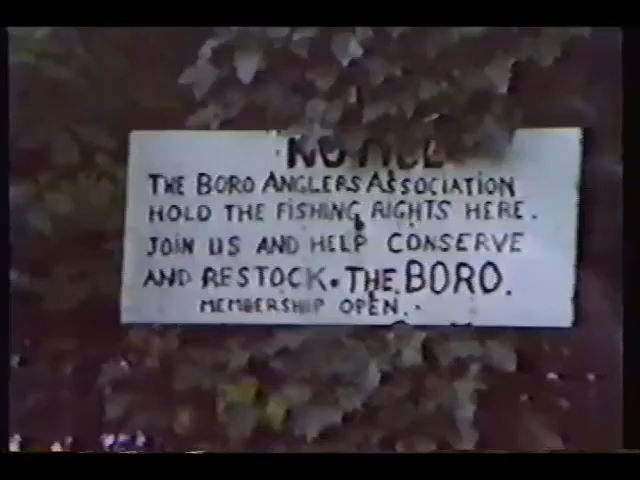 NOTICE
THE BORO ANGLERS ASSOCIATION
HOLD THE FISHING RIGHTS HERE.
JOIN US AND HELP CONSERVE
AND RESTOCK. THE BORO.
MEMBERSHIP OPEN.